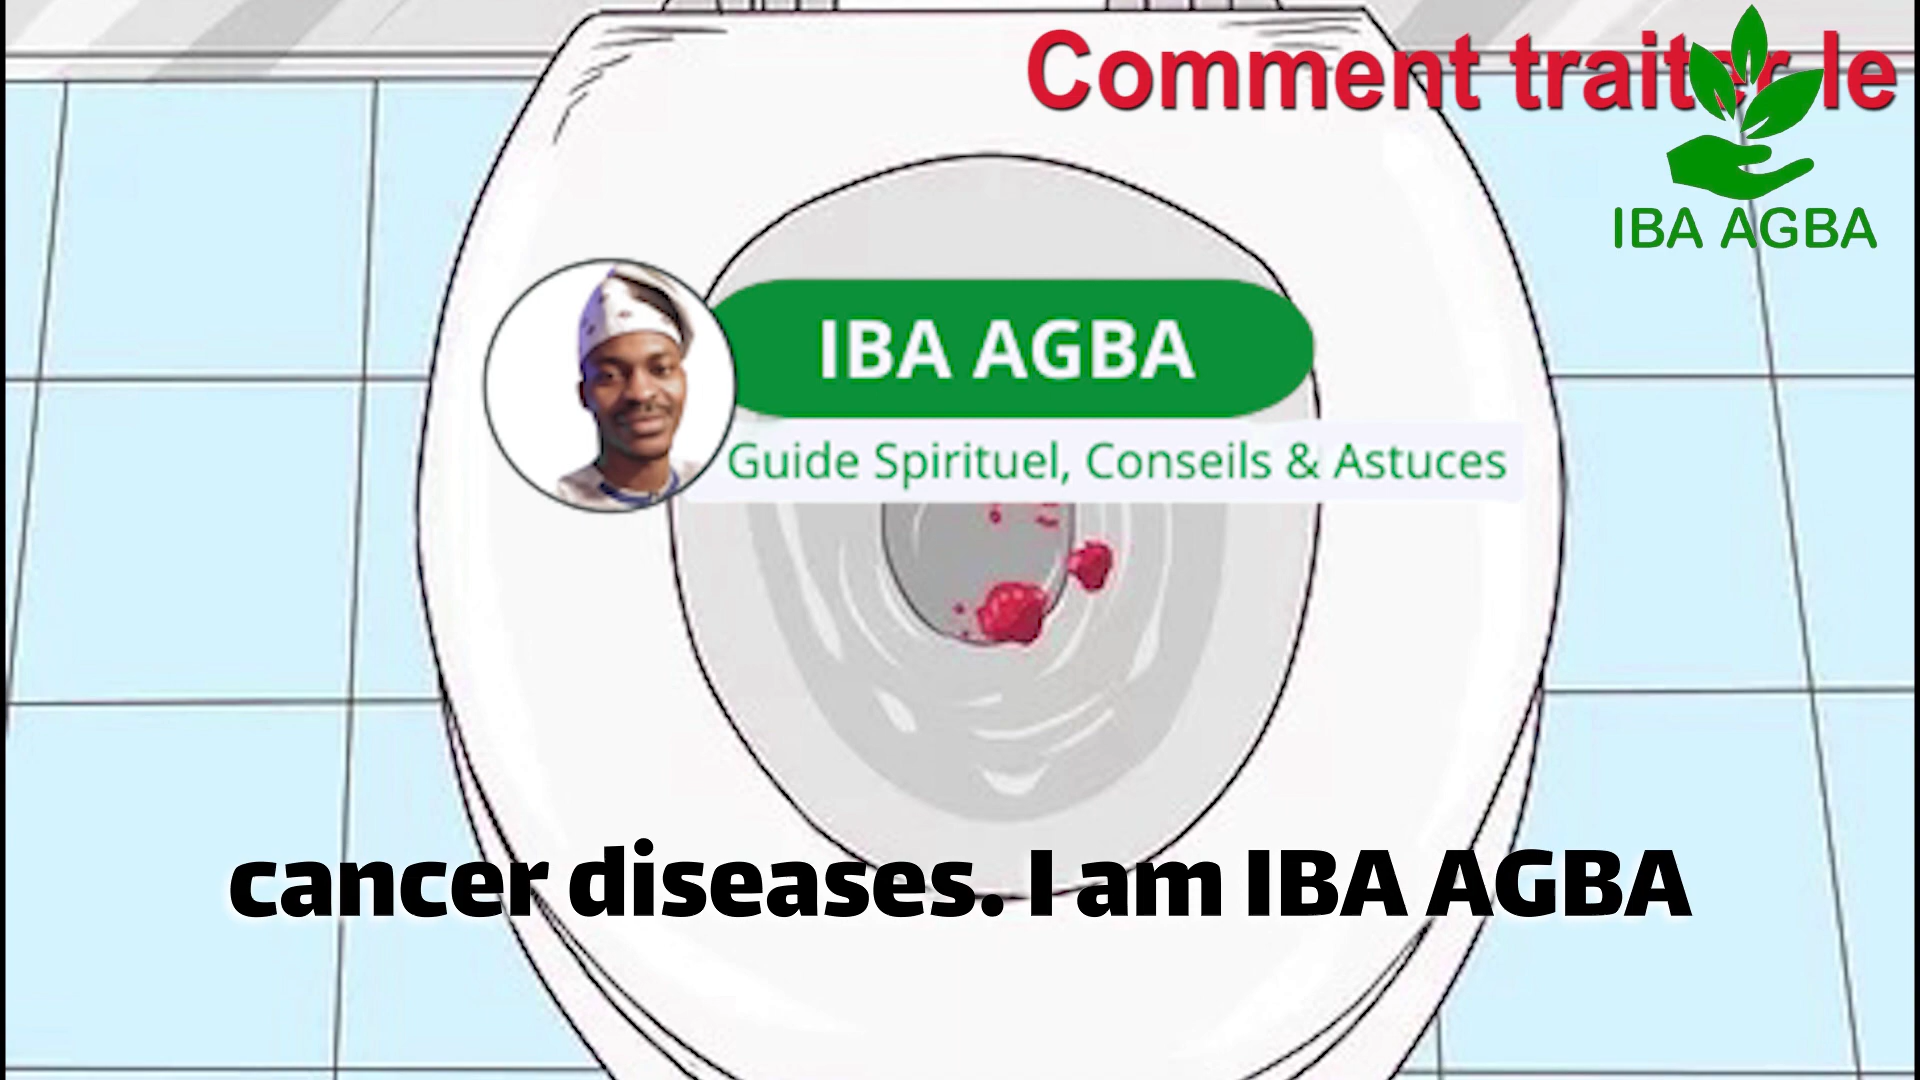 Comment traiter le
IBA AGBA
IBA AGBA
Guide Spirituel, Conseils & Astuces
cancer diseases. I am IBA AGBA